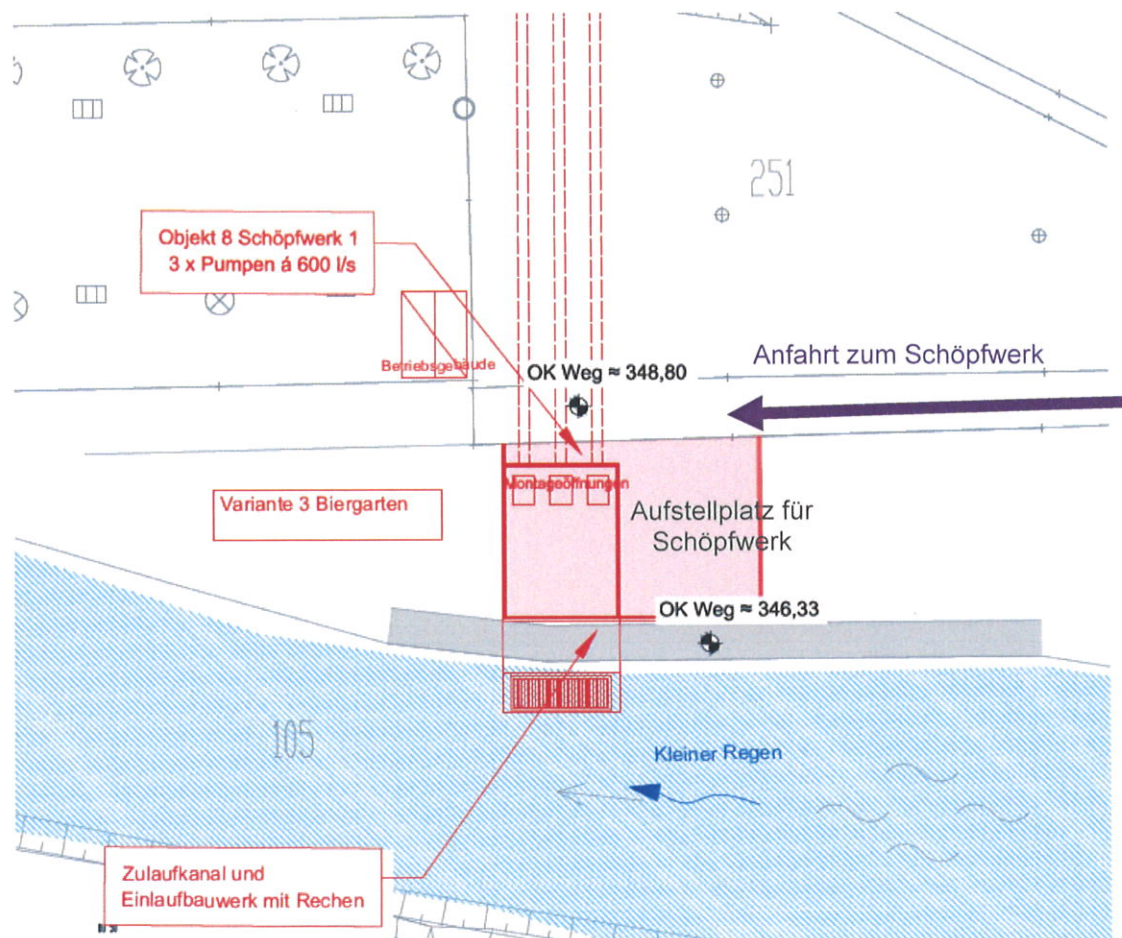 251
Objekt 8 Schöpfwerk 1
3 x Pumpen á 600 l/s
Betriebsgebäude
OK Weg ≈ 348,80
Anfahrt zum Schöpfwerk
Montageöffnungen
Variante 3 Biergarten
Aufstellplatz für
Schöpfwerk
OK Weg ≈ 346,33
105
Kleiner Regen
Zulaufkanal und
Einlaufbauwerk mit Rechen